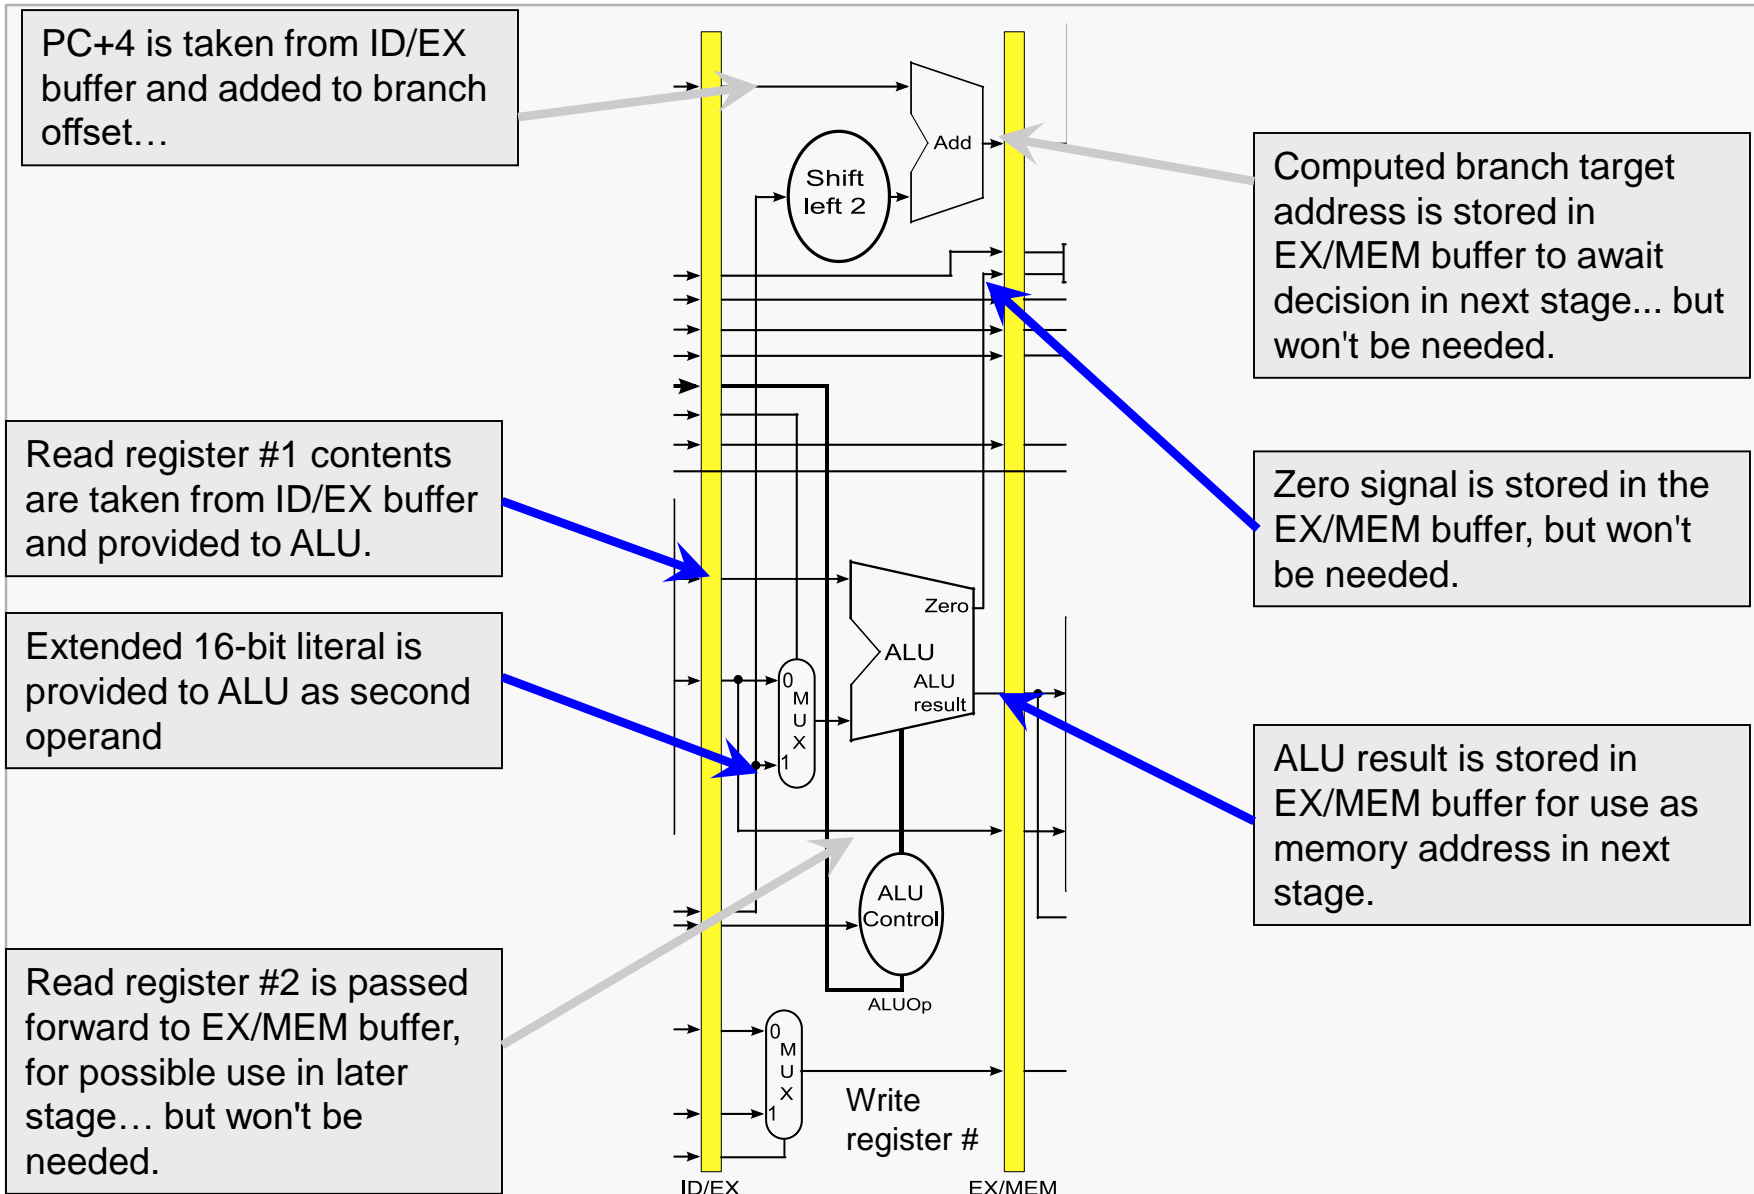 PC+4 is taken from ID/EX
buffer and added to branch
offset…
Computed branch target
address is stored in
EX/MEM buffer to await
decision in next stage... but
won't be needed.
Add
Shift
left 2
Read register #1 contents
are taken from ID/EX buffer
and provided to ALU.
Zero signal is stored in the
EX/MEM buffer, but won't
be needed.
Extended 16-bit literal is
provided to ALU as second
operand
Zero
ALU
ALU
result
0
M
U
X
1
ALU result is stored in
EX/MEM buffer for use as
memory address in next
stage.
ALU
Control
ALUOp
Read register #2 is passed
forward to EX/MEM buffer,
for possible use in later
stage… but won't be
needed.
0
M
U
X
1
Write
register #
ID/EX
EX/MEM